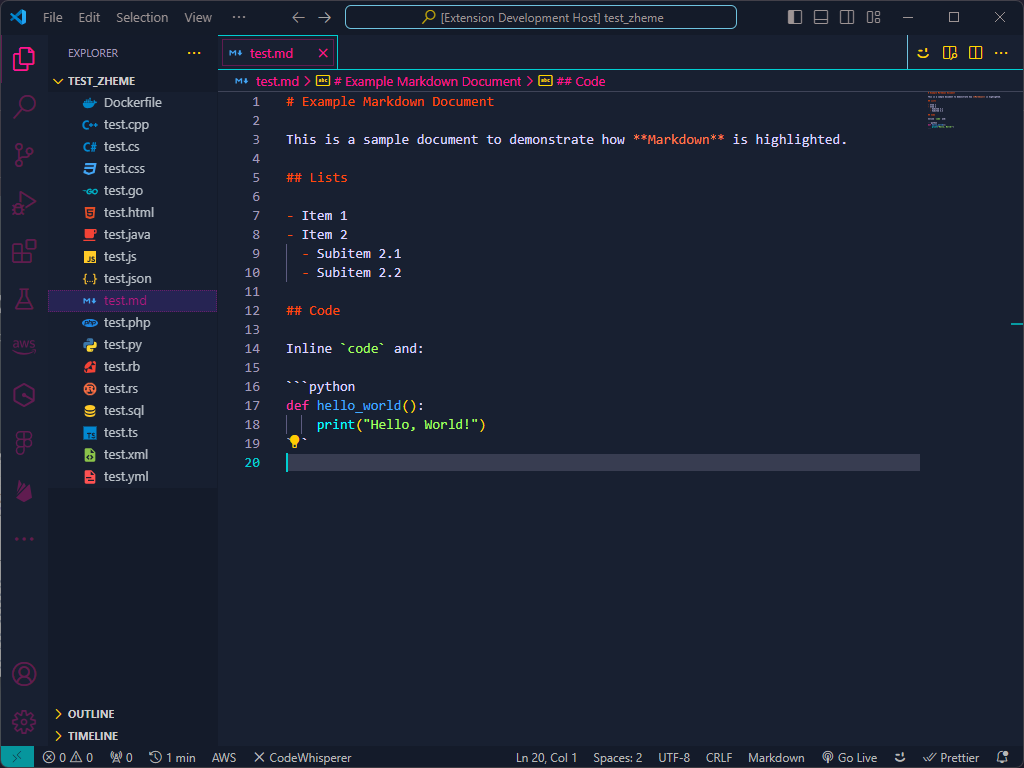 File Edit Selection View ···
[Extension Development Host] test_zheme
EXPLORER
TEST_ZHEME
Dockerfile
test.cpp
test.cs
test.css
test.go
test.html
test.java
test.js
test.json
test.md
test.php
test.py
test.rb
test.rs
test.sql
test.ts
test.xml
test.yml
OUTLINE
TIMELINE
aws
test.md
test.md > # Example Markdown Document > ## Code
1 # Example Markdown Document
2
3 This is a sample document to demonstrate how **Markdown** is highlighted.
4
5 ## Lists
6
7 - Item 1
8 - Item 2
9 - Subitem 2.1
10 - Subitem 2.2
11
12 ## Code
13
14 Inline `code` and:
15
16 ```python
17 def hello_world():
18 print("Hello, World!")
19 ```
20
0 0 0 1 min AWS CodeWhisperer Ln 20, Col 1 Spaces: 2 UTF-8 CRLF Markdown Go Live Prettier